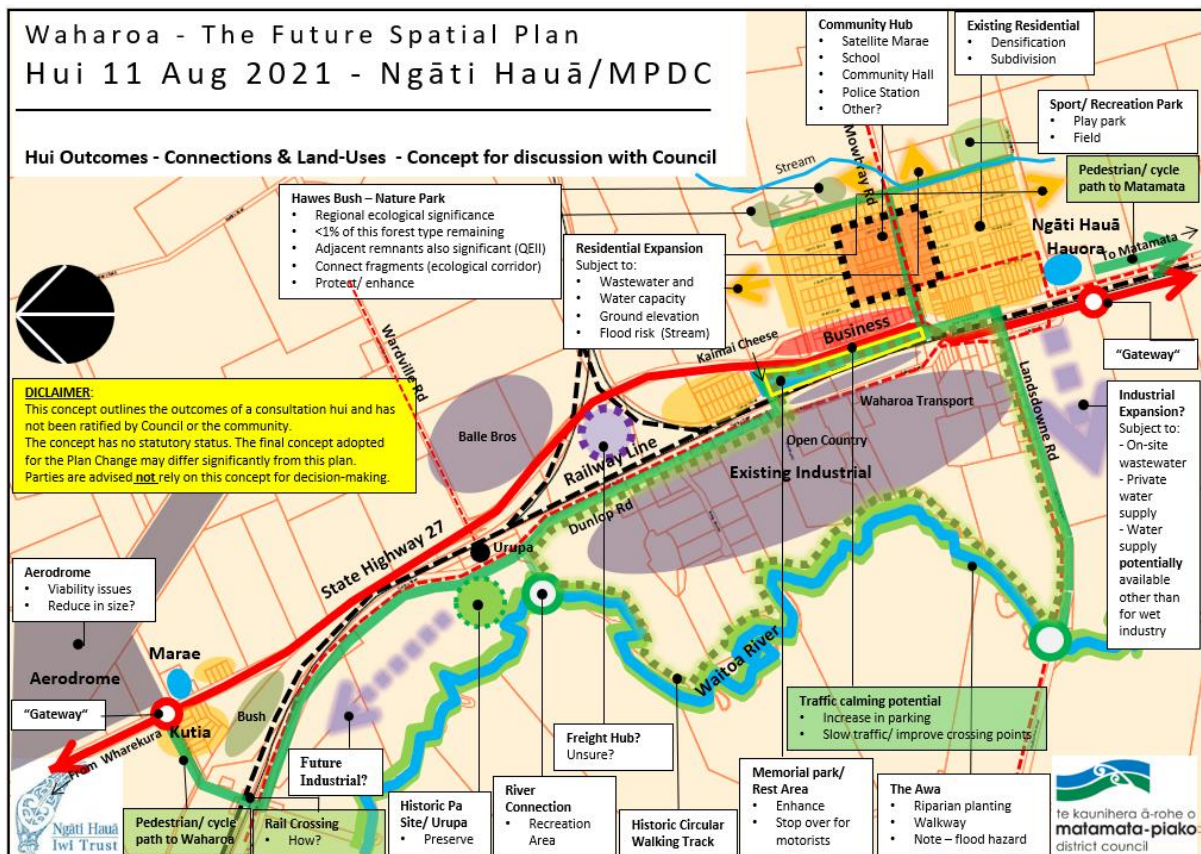 Waharoa - The Future Spatial Plan
Hui 11 Aug 2021 - Ngāti Hauā/MPDC
Hui Outcomes - Connections & Land-Uses - Concept for discussion with Council
Community Hub
• Satellite Marae
• School
• Community Hall
• Police Station
• Other?
Existing Residential
• Densification
• Subdivision
Sport/ Recreation Park
• Play park
• Field
Pedestrian/ cycle
path to Matamata
Stream
Mowbray Rd
Hawes Bush – Nature Park
• Regional ecological significance
• <1% of this forest type remaining
• Adjacent remnants also significant (QEII)
• Connect fragments (ecological corridor)
• Protect/ enhance
Residential Expansion
Subject to:
• Wastewater and
• Water capacity
• Ground elevation
• Flood risk (Stream)
Ngāti Hauā
Hauora
To Matamata
"Gateway"
Business
Kaimai Cheese
Wardville Rd
Waharoa Transport
Landsdowne Rd
Industrial
Expansion?
Subject to:
- On-site
wastewater
- Private
water
supply
- Water
supply
potentially
available
other than
for wet
industry
DICLAIMER:
This concept outlines the outcomes of a consultation hui and has
not been ratified by Council or the community.
The concept has no statutory status. The final concept adopted
for the Plan Change may differ significantly from this plan.
Parties are advised not rely on this concept for decision-making.
Balle Bros
Railway Line
Open Country
Existing Industrial
Dunlop Rd
State Highway 27
Urupa
Aerodrome
• Viability issues
• Reduce in size?
Marae
Aerodrome
"Gateway"
Kutia
Bush
From Wharekura
Waitoa River
Traffic calming potential
• Increase in parking
• Slow traffic/ improve crossing points
Future
Industrial?
Freight Hub?
Unsure?
Pedestrian/ cycle
path to Waharoa
Rail Crossing
• How?
Historic Pa
Site/ Urupa
• Preserve
River
Connection
• Recreation
Area
Historic Circular
Walking Track
Memorial park/
Rest Area
• Enhance
• Stop over for
motorists
The Awa
• Riparian planting
• Walkway
• Note – flood hazard
Ngāti Hauā
Iwi Trust
te kaunihera ā-rohe o
matamata-piako
district council